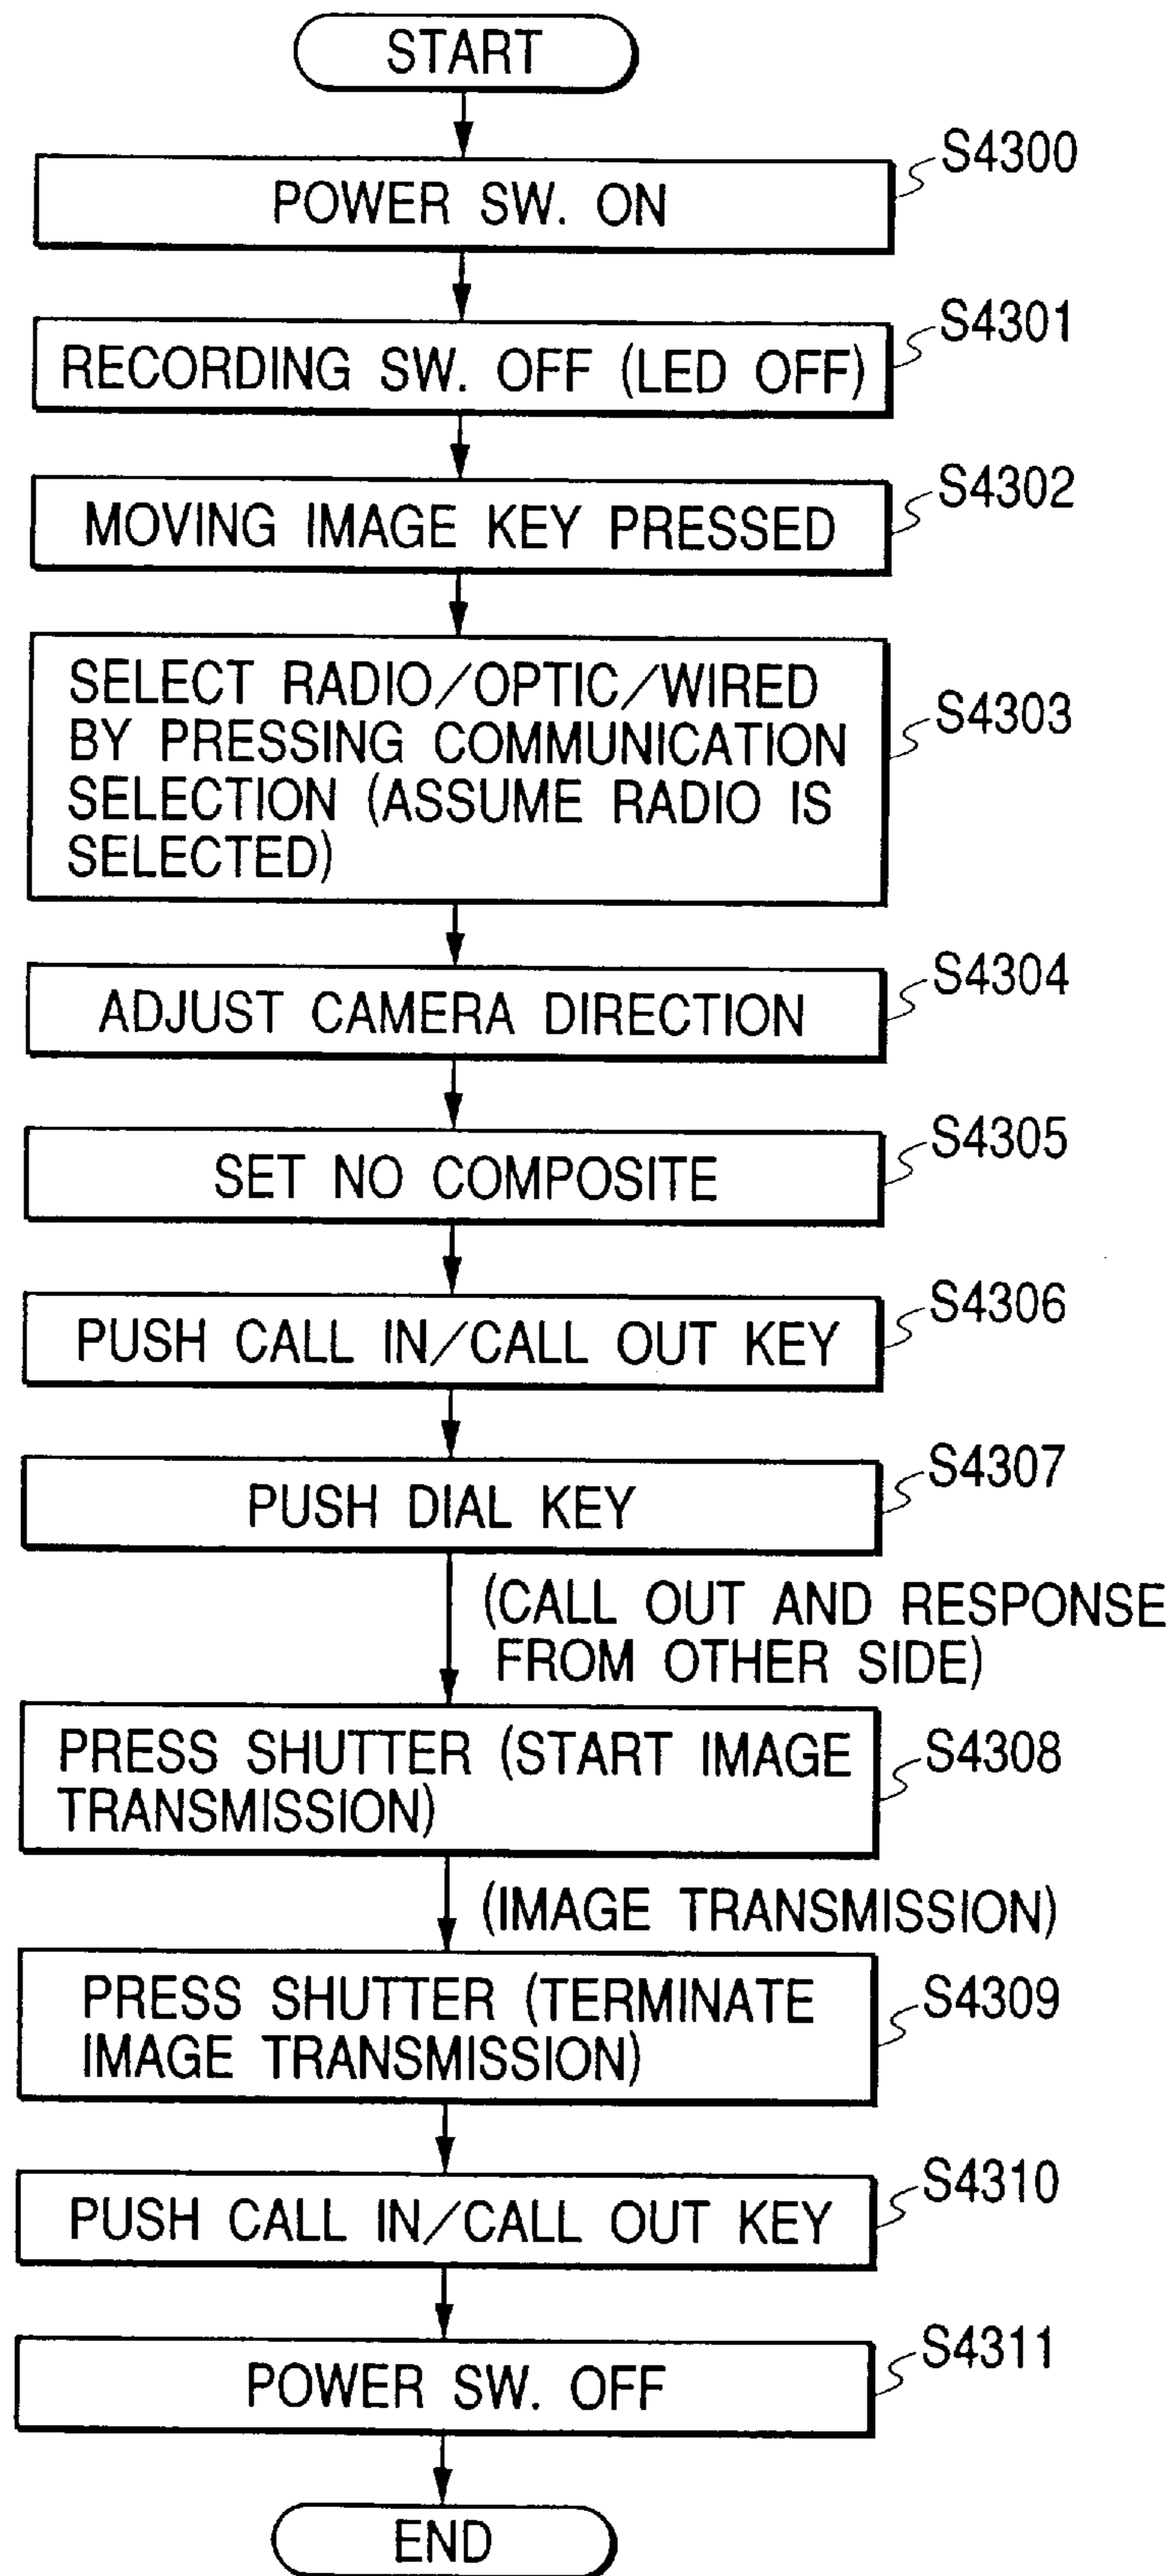 START
S4300
POWER SW. ON
S4301
RECORDING SW. OFF (LED OFF)
S4302
MOVING IMAGE KEY PRESSED
SELECT RADIO/OPTIC/WIRED
BY PRESSING COMMUNICATION
SELECTION (ASSUME RADIO IS
SELECTED)
S4303
S4304
ADJUST CAMERA DIRECTION
S4305
SET NO COMPOSITE
S4306
PUSH CALL IN/CALL OUT KEY
S4307
PUSH DIAL KEY
(CALL OUT AND RESPONSE
FROM OTHER SIDE)
PRESS SHUTTER (START IMAGE
TRANSMISSION)
S4308
(IMAGE TRANSMISSION)
PRESS SHUTTER (TERMINATE
IMAGE TRANSMISSION)
S4309
S4310
PUSH CALL IN/CALL OUT KEY
S4311
POWER SW. OFF
END